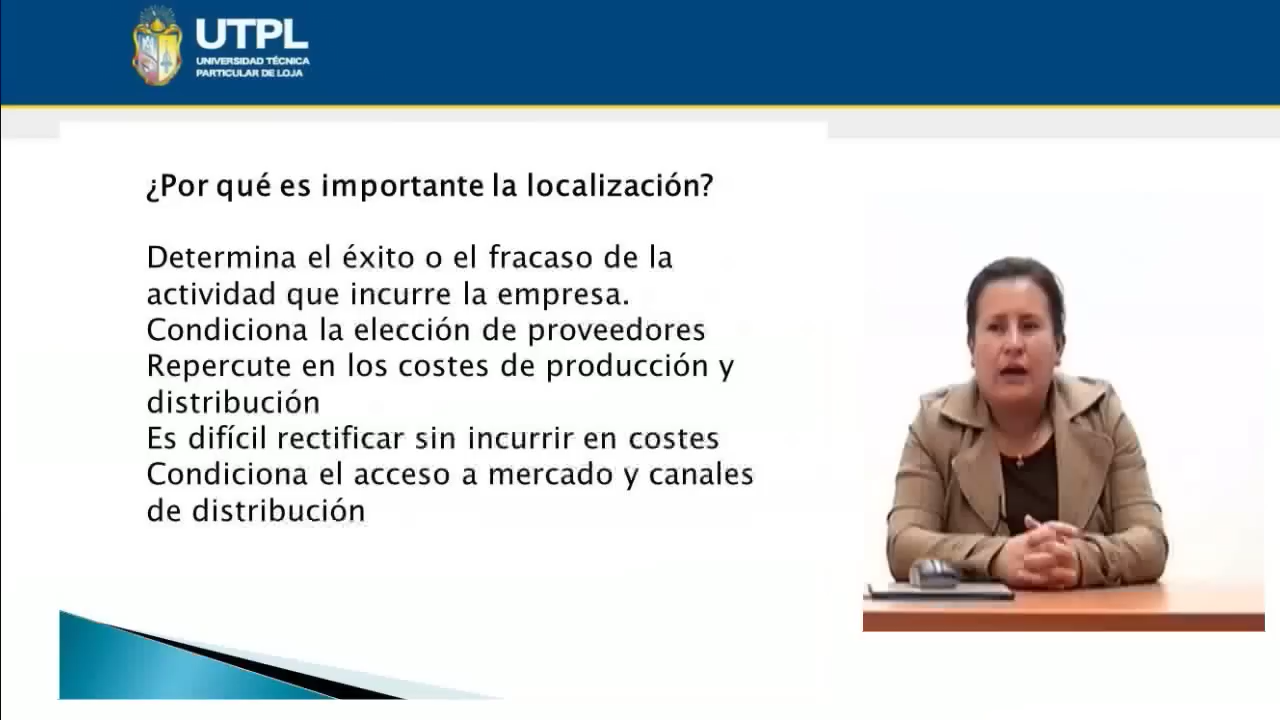 UTPL
UNIVERSIDAD TÉCNICA
PARTICULAR DE LOJA
¿Por qué es importante la localización?
Determina el éxito o el fracaso de la
actividad que incurre la empresa.
Condiciona la elección de proveedores
Repercute en los costes de producción y
distribución
Es difícil rectificar sin incurrir en costes
Condiciona el acceso a mercado y canales
de distribución